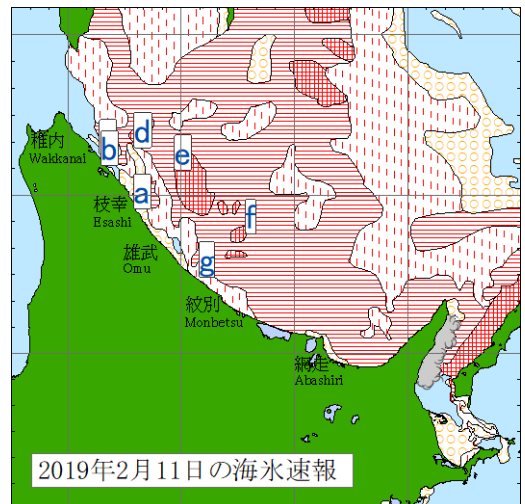 稚内
Wakkanai
d
b
e
a
枝幸
Esashi
f
雄武
Omu
g
紋別
Monbetsu
網走
Abashiri
2019年2月11日の海氷速報